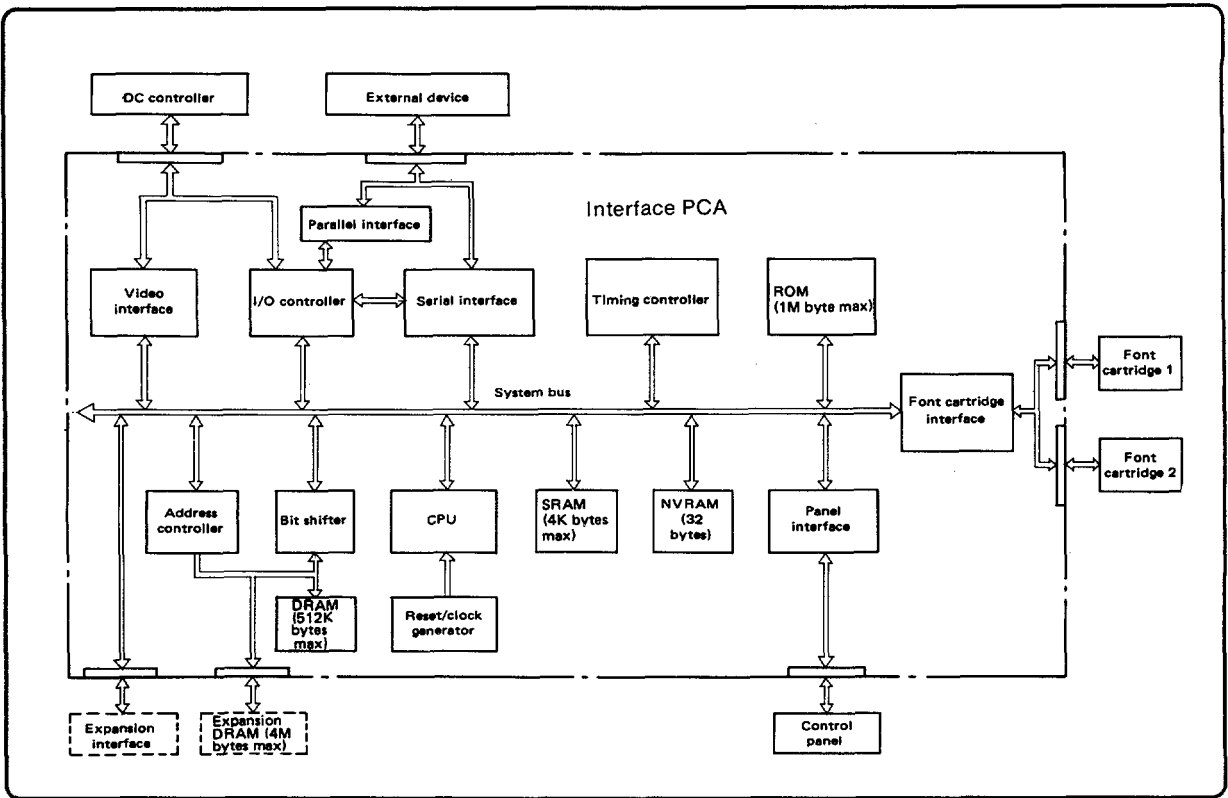 DC controller
External device
Interface PCA
Parallel interface
Video
interface
I/O controller
Serial interface
Timing controller
ROM
(1M byte max)
System bus
Font cartridge
interface
Font
cartridge 1
Font
cartridge 2
Address
controller
Bit shifter
CPU
SRAM
(4K bytes
max)
NVRAM
(32
bytes)
Panel
interface
DRAM
(512K
bytes
max)
Reset/clock
generator
Expansion
interface
Expansion
DRAM (4M
bytes max)
Control
panel